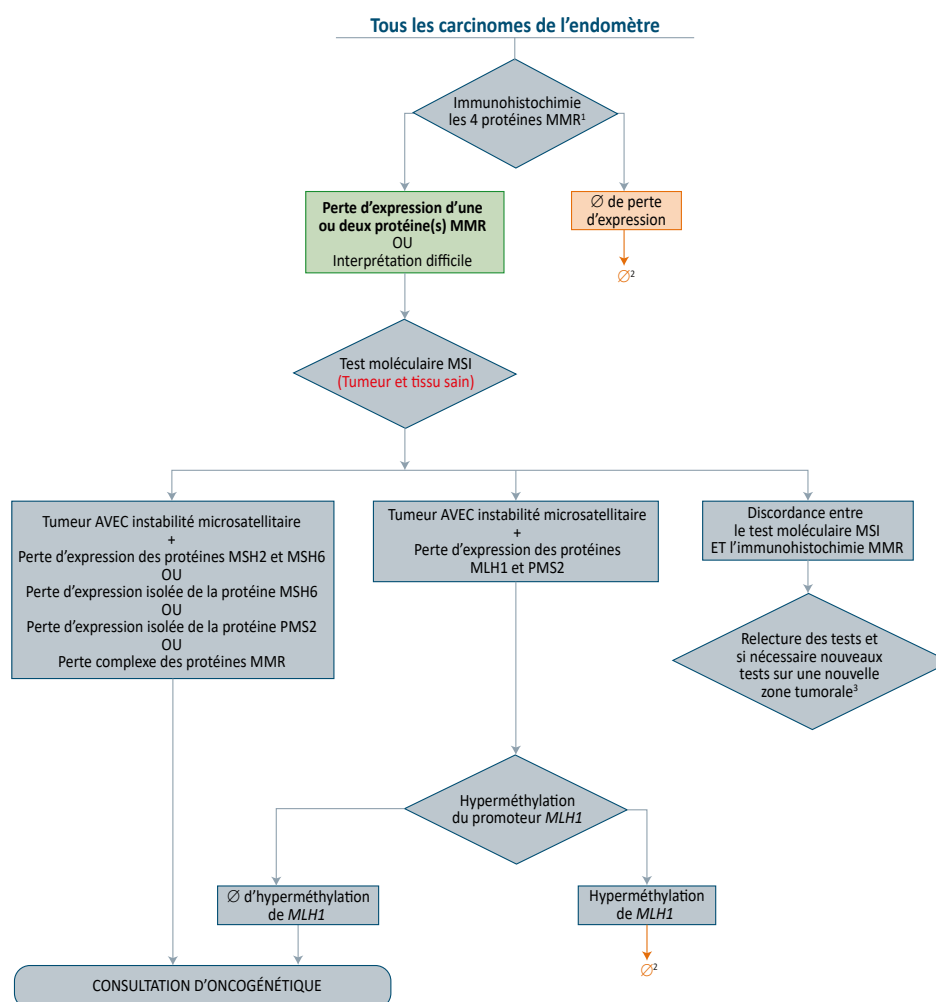 Tous les carcinomes de l’endomètre
Immunohistochimie
les 4 protéines MMR¹
Perte d’expression d’une
ou deux protéine(s) MMR
OU
Interprétation difficile
∅ de perte
d’expression
∅²
Test moléculaire MSI
(Tumeur et tissu sain)
Tumeur AVEC instabilité microsatellitaire
+
Perte d’expression des protéines MSH2 et MSH6
OU
Perte d’expression isolée de la protéine MSH6
OU
Perte d’expression isolée de la protéine PMS2
OU
Perte complexe des protéines MMR
Tumeur AVEC instabilité microsatellitaire
+
Perte d’expression des protéines
MLH1 et PMS2
Discordance entre
le test moléculaire MSI
ET l’immunohistochimie MMR
Relecture des tests et
si nécessaire nouveaux
tests sur une nouvelle
zone tumorale³
Hyperméthylation
du promoteur MLH1
∅ d’hyperméthylation
de MLH1
Hyperméthylation
de MLH1
∅²
CONSULTATION D’ONCOGÉNÉTIQUE